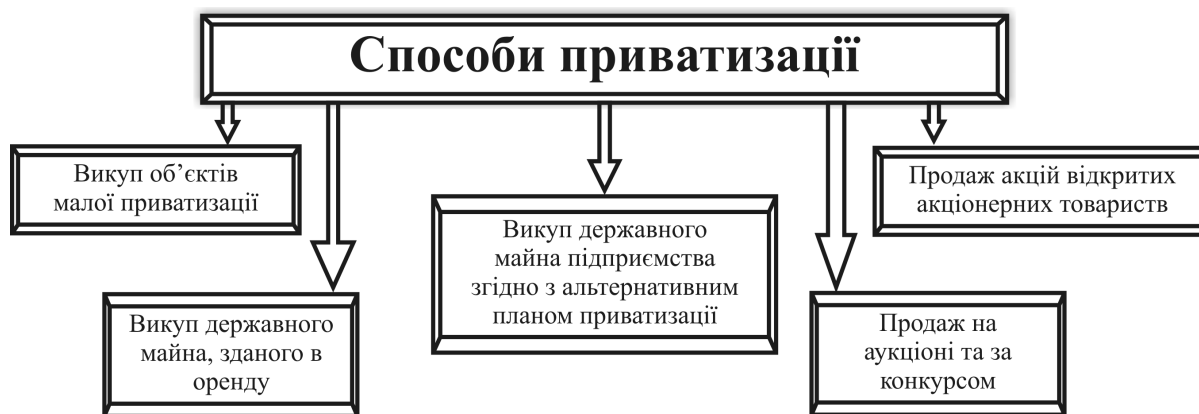 Способи приватизації
Викуп об’єктів
малої приватизації
Викуп державного
майна, зданого в
оренду
Викуп державного
майна підприємства
згідно з альтернативним
планом приватизації
Продаж на
аукціоні та за
конкурсом
Продаж акцій відкритих
акціонерних товариств